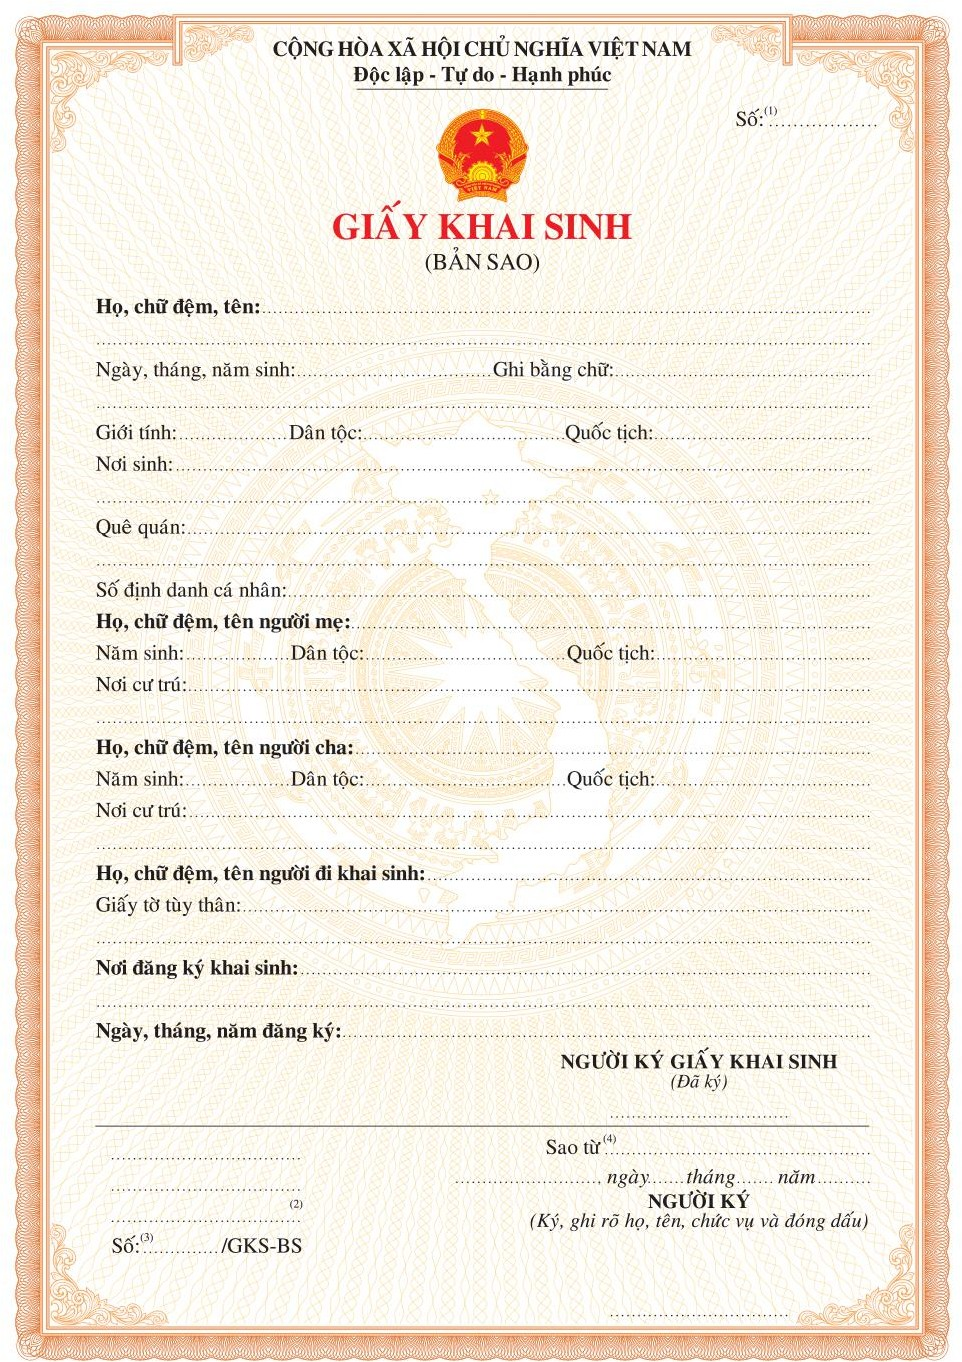 CỘNG HÒA XÃ HỘI CHỦ NGHĨA VIỆT NAM
Độc lập - Tự do - Hạnh phúc
Số:(1)..................
VIỆT NAM
GIẤY KHAI SINH
(BẢN SAO)
Họ, chữ đệm, tên:..............................
Ngày, tháng, năm sinh:.................... Ghi bằng chữ:....................
Giới tính:.................... Dân tộc:.................... Quốc tịch:....................
Nơi sinh:..............................
Quê quán:..............................
Số định danh cá nhân:..............................
Họ, chữ đệm, tên người mẹ:..............................
Năm sinh:.................... Dân tộc:.................... Quốc tịch:....................
Nơi cư trú:..............................
Họ, chữ đệm, tên người cha:..............................
Năm sinh:.................... Dân tộc:.................... Quốc tịch:....................
Nơi cư trú:..............................
Họ, chữ đệm, tên người đi khai sinh:..............................
Giấy tờ tùy thân:..............................
Nơi đăng ký khai sinh:..............................
Ngày, tháng, năm đăng ký:..............................
NGƯỜI KÝ GIẤY KHAI SINH
(Đã ký)
Sao từ (4)..............................
...................., ngày....... tháng....... năm..........
NGƯỜI KÝ
(Ký, ghi rõ họ, tên, chức vụ và đóng dấu)
(2)
Số:(3)............../GKS-BS